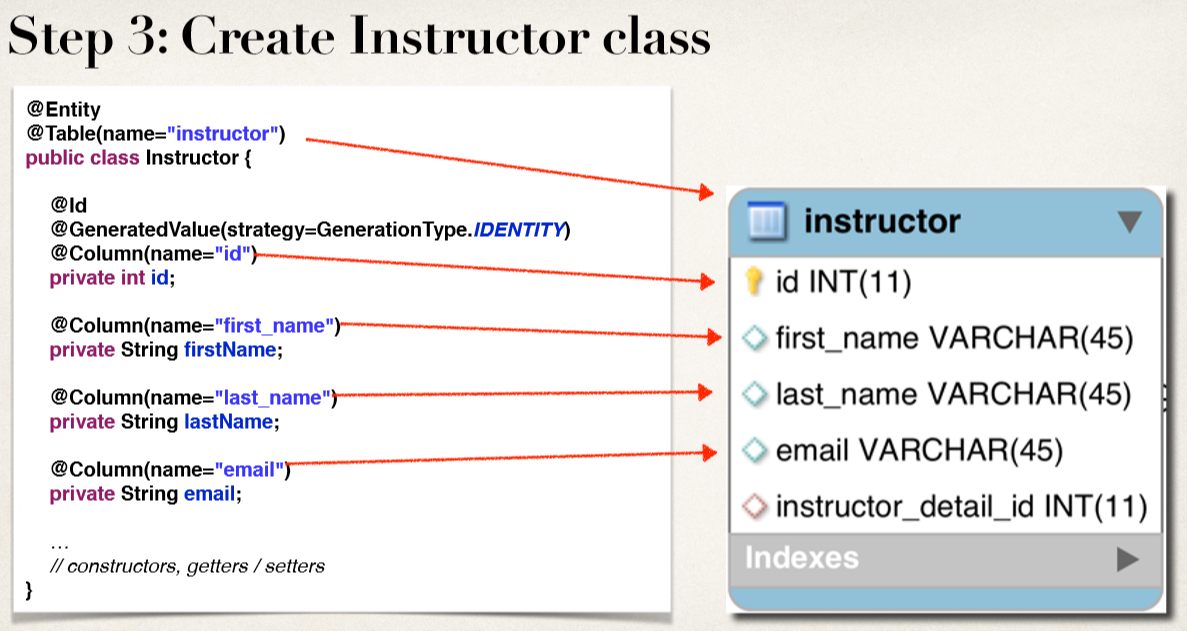 Step 3: Create Instructor class
@Entity
@Table(name="instructor")
public class Instructor {
@Id
@GeneratedValue(strategy=GenerationType.IDENTITY)
@Column(name="id")
private int id;
@Column(name="first_name")
private String firstName;
@Column(name="last_name")
private String lastName;
@Column(name="email")
private String email;
…
// constructors, getters / setters
}
instructor
id INT(11)
first_name VARCHAR(45)
last_name VARCHAR(45)
email VARCHAR(45)
instructor_detail_id INT(11)
Indexes